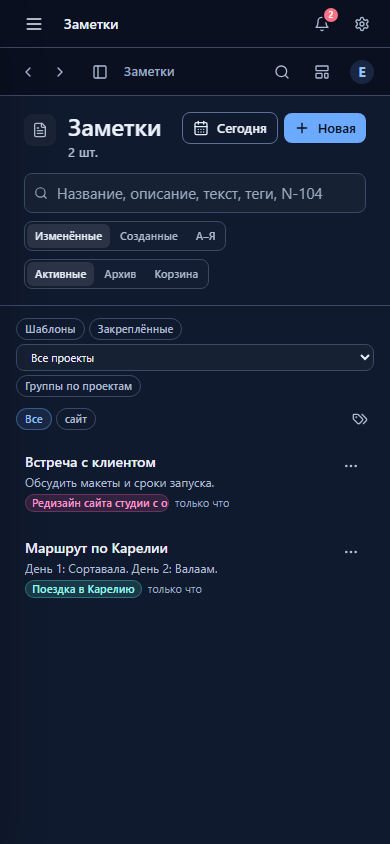 Заметки
2
Заметки
E
Заметки
2 шт.
Сегодня
Новая
Название, описание, текст, теги, N-104
Изменённые Созданные А–Я
Активные Архив Корзина
Шаблоны Закреплённые
Все проекты
Группы по проектам
Все сайт
Встреча с клиентом
Обсудить макеты и сроки запуска.
Редизайн сайта студии с о только что
Маршрут по Карелии
День 1: Сортавала. День 2: Валаам.
Поездка в Карелию только что